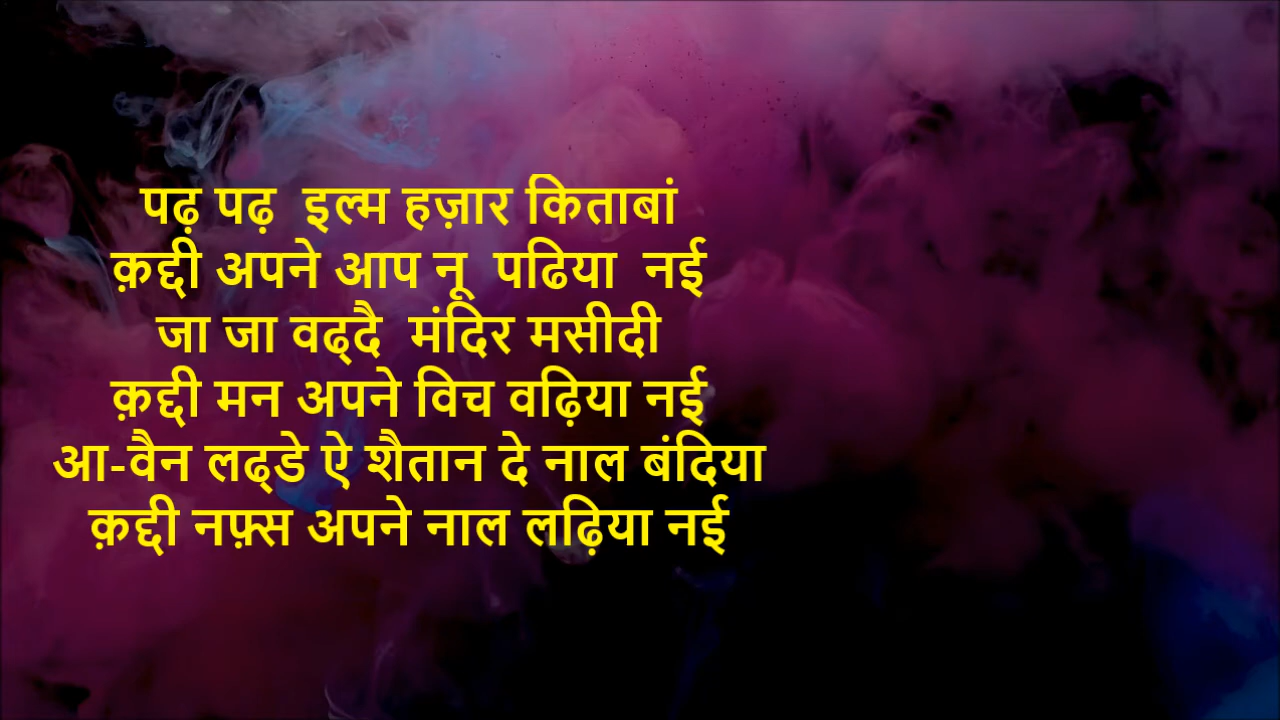 पढ़ पढ़  इल्म हज़ार किताबां
क़द्दी अपने आप नू  पढिया  नई
जा जा वढ्दै  मंदिर मसीदी
क़द्दी मन अपने विच वढ़िया नई
आ-वैन लढ्डे ऐ शैतान दे नाल बंदिया
क़द्दी नफ़्स अपने नाल लढ़िया नई